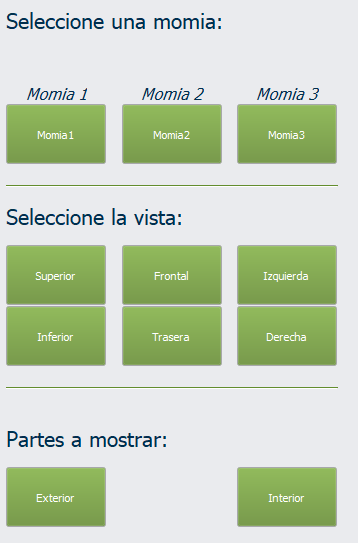 Seleccione una momia:
Momia 1 Momia 2 Momia 3
Momia1 Momia2 Momia3
Seleccione la vista:
Superior Frontal Izquierda
Inferior Trasera Derecha
Partes a mostrar:
Exterior Interior